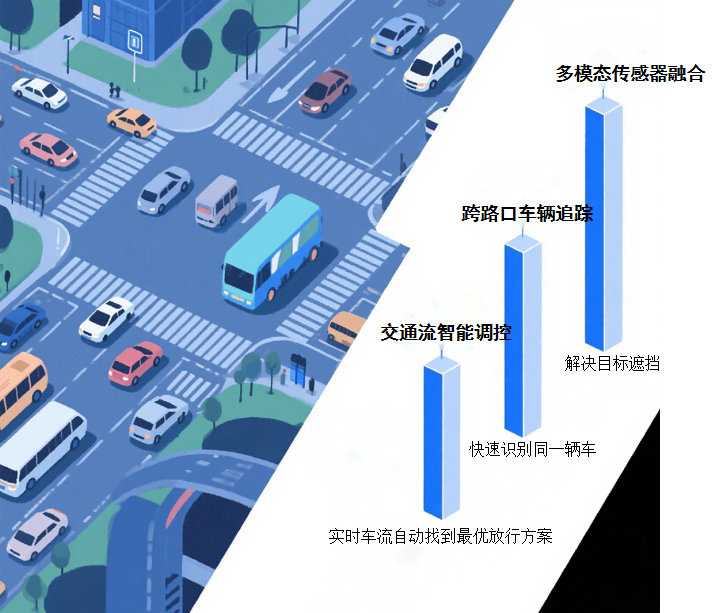 多模态传感器融合
跨路口车辆追踪
交通流智能调控
解决目标遮挡
快速识别同一辆车
实时车流自动找到最优放行方案